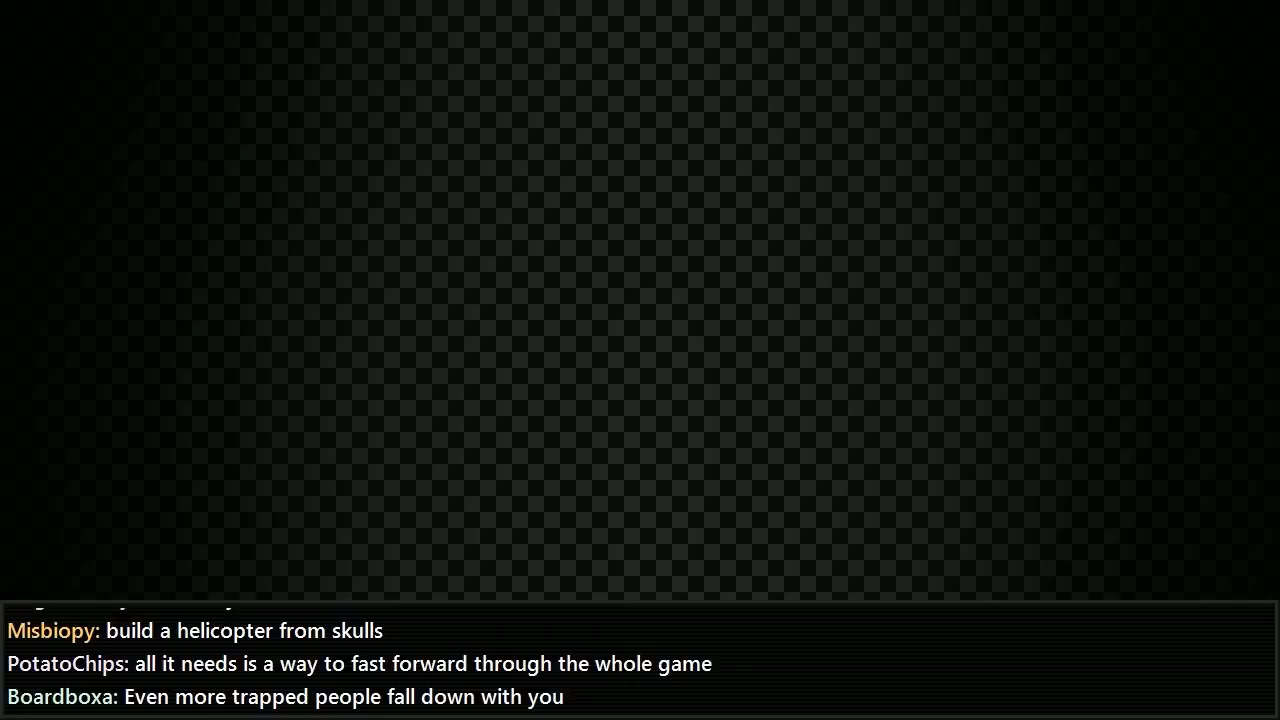 Misbiopy: build a helicopter from skulls
PotatoChips: all it needs is a way to fast forward through the whole game
Boardboxa: Even more trapped people fall down with you